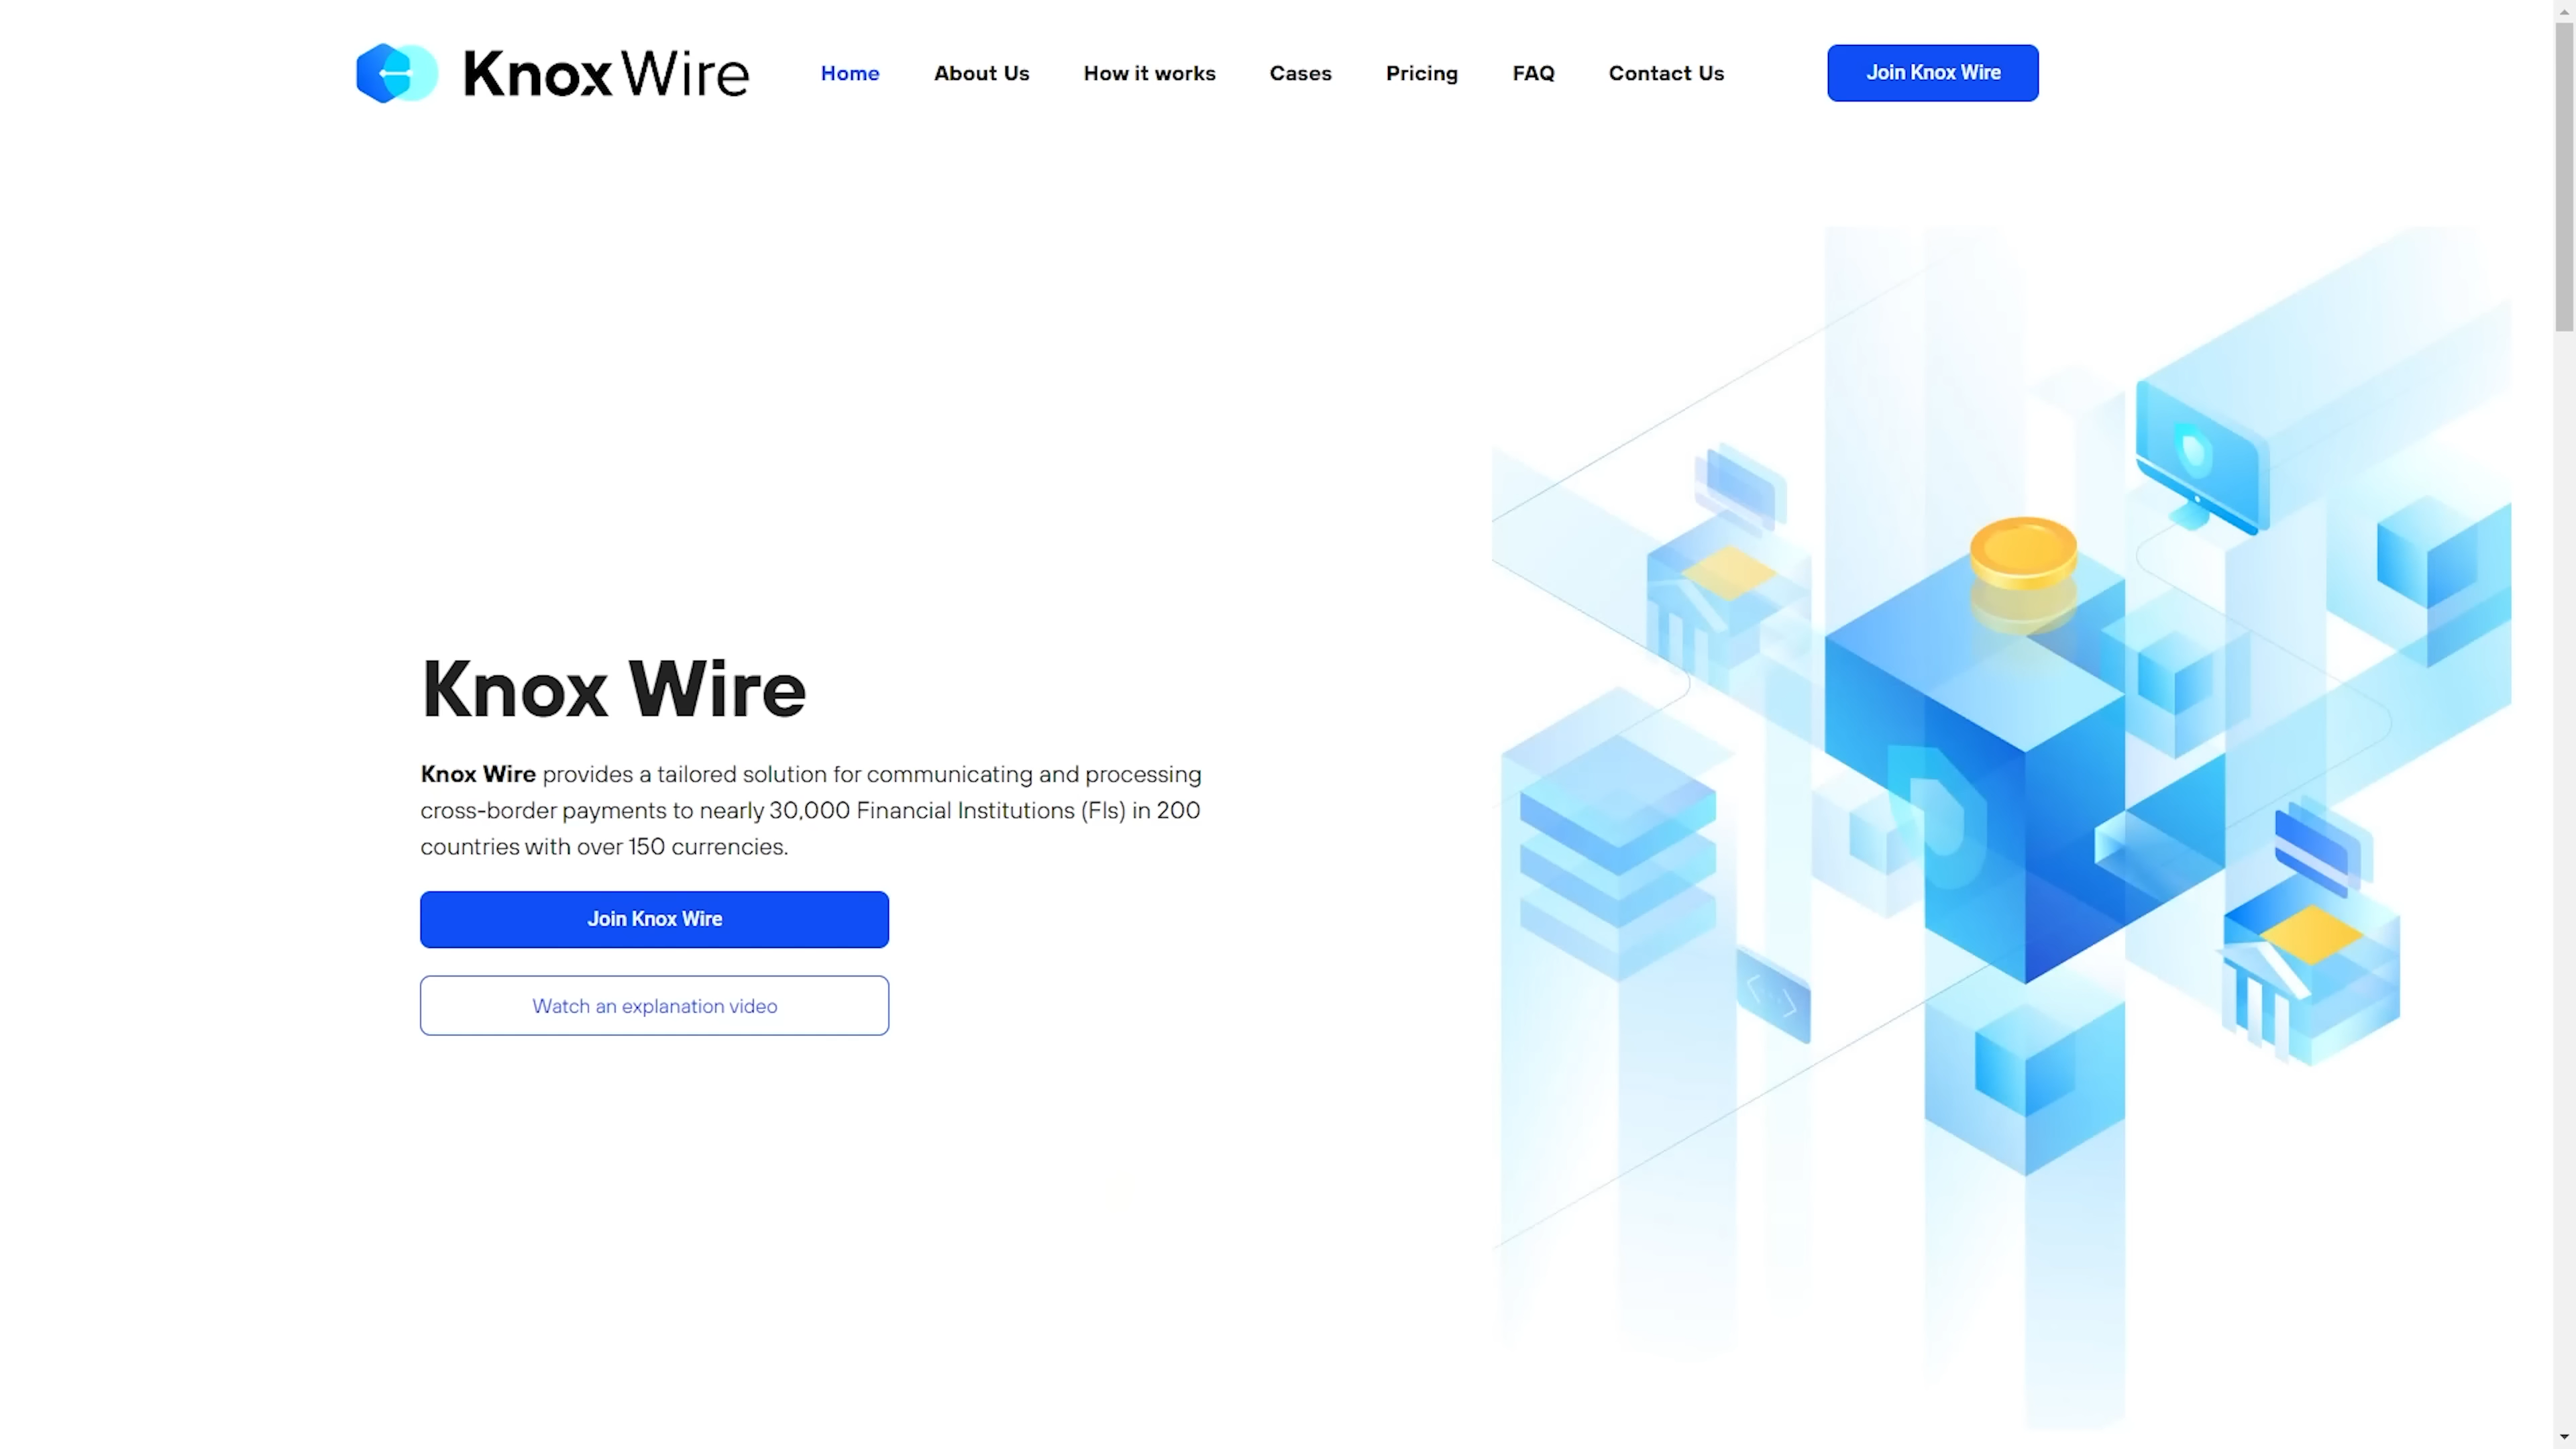 Knox Wire
Home
About Us
How it works
Cases
Pricing
FAQ
Contact Us
Join Knox Wire
Knox Wire
Knox Wire provides a tailored solution for communicating and processing
cross-border payments to nearly 30,000 Financial Institutions (FIs) in 200
countries with over 150 currencies.
Join Knox Wire
Watch an explanation video